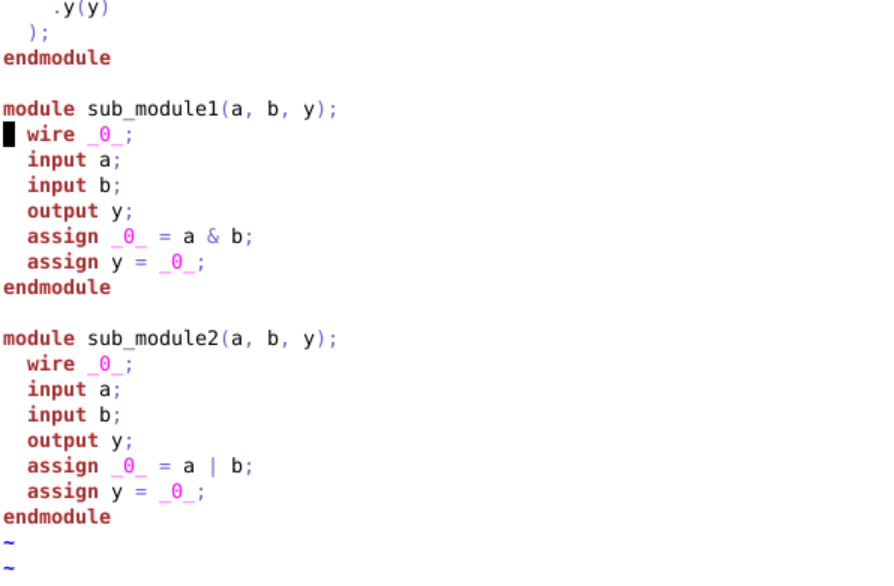 .y(y)
  );
endmodule

module sub_module1(a, b, y);
  wire _0_;
  input a;
  input b;
  output y;
  assign _0_ = a & b;
  assign y = _0_;
endmodule

module sub_module2(a, b, y);
  wire _0_;
  input a;
  input b;
  output y;
  assign _0_ = a | b;
  assign y = _0_;
endmodule
~
~